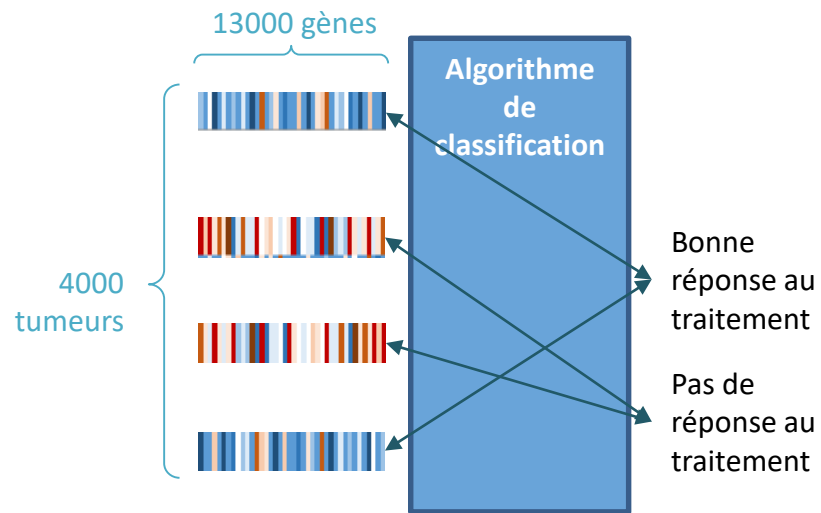 13000 gènes
Algorithme
de
classification
4000
tumeurs
Bonne
réponse au
traitement
Pas de
réponse au
traitement